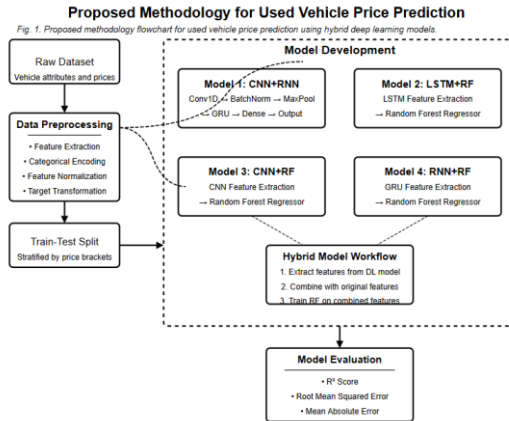 Proposed Methodology for Used Vehicle Price Prediction
Fig. 1. Proposed methodology flowchart for used vehicle price prediction using hybrid deep learning models.
Raw Dataset
Vehicle attributes and prices
Data Preprocessing
• Feature Extraction
• Categorical Encoding
• Feature Normalization
• Target Transformation
Train-Test Split
Stratified by price brackets
Model Development
Model 1: CNN+RNN
Conv1D → BatchNorm → MaxPool
→ GRU → Dense → Output
Model 2: LSTM+RF
LSTM Feature Extraction
→ Random Forest Regressor
Model 3: CNN+RF
CNN Feature Extraction
→ Random Forest Regressor
Model 4: RNN+RF
GRU Feature Extraction
→ Random Forest Regressor
Hybrid Model Workflow
1. Extract features from DL model
2. Combine with original features
3. Train RF on combined features
Model Evaluation
• R² Score
• Root Mean Squared Error
• Mean Absolute Error